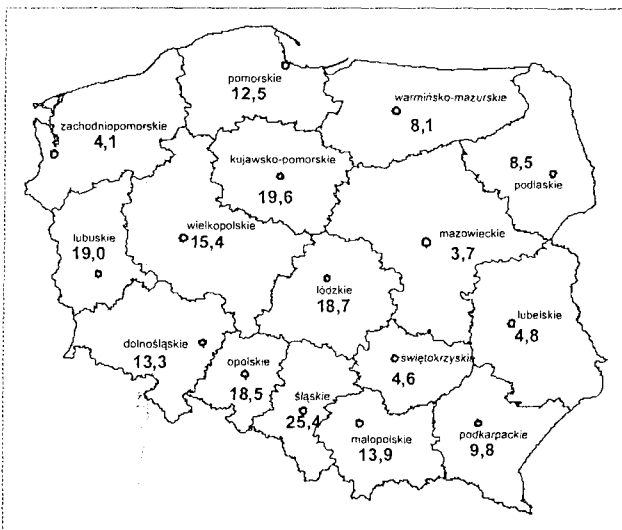 pomorskie
12,5
warmińsko-mazurskie
8,1
zachodniopomorskie
4,1
kujawsko-pomorskie
19,6
8,5
podlaskie
wielkopolskie
15,4
lubuskie
19,0
mazowieckie
3,7
łódzkie
18,7
lubelskie
4,8
dolnośląskie
13,3
opolskie
18,5
świętokrzyskie
4,6
śląskie
25,4
małopolskie
13,9
podkarpackie
9,8